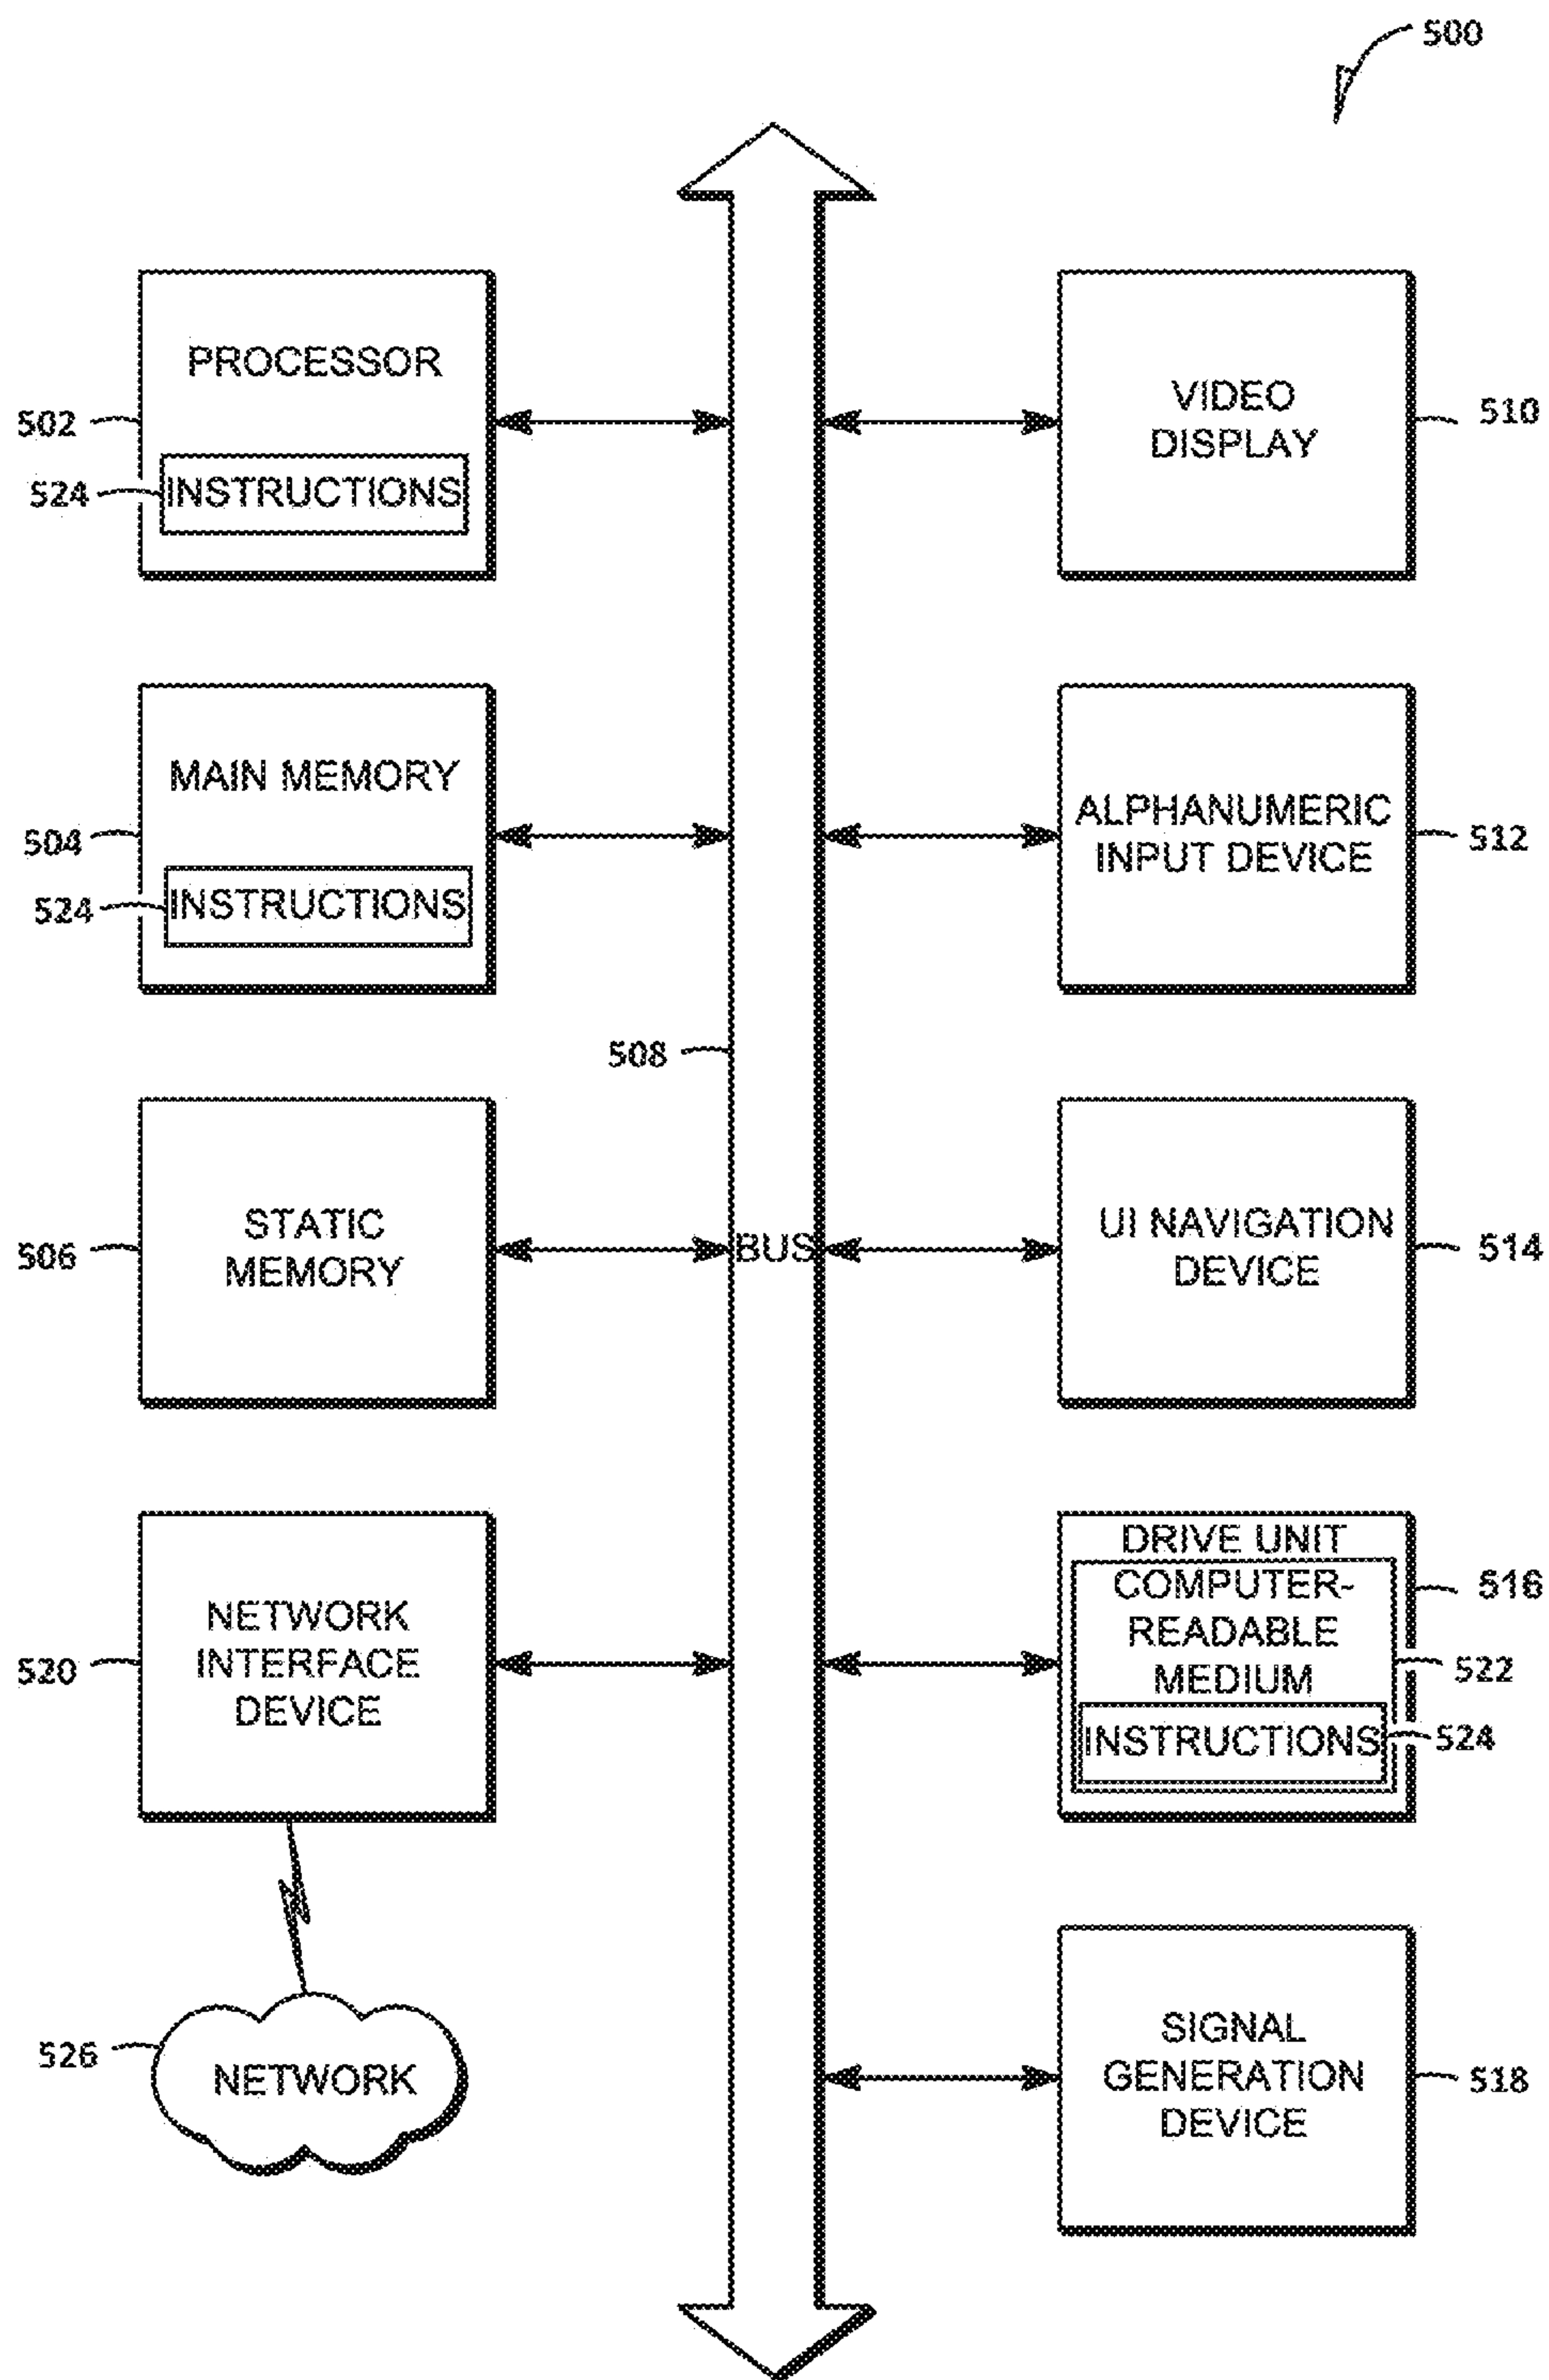 500
PROCESSOR
502
524
INSTRUCTIONS
VIDEO
DISPLAY
510
MAIN MEMORY
504
524
INSTRUCTIONS
ALPHANUMERIC
INPUT DEVICE
512
508
STATIC
MEMORY
506
BUS
UI NAVIGATION
DEVICE
514
NETWORK
INTERFACE
DEVICE
520
DRIVE UNIT
COMPUTER-
READABLE
MEDIUM
INSTRUCTIONS
516
522
524
526
NETWORK
SIGNAL
GENERATION
DEVICE
518